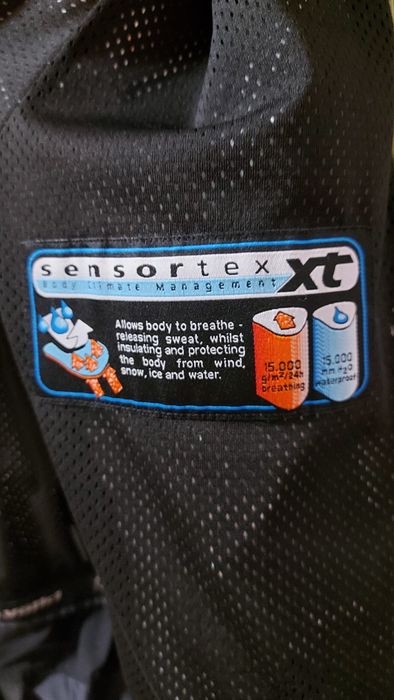 sensortex xt
Body Climate Management
Allows body to breathe -
releasing sweat, whilst
insulating and protecting
the body from wind,
snow, ice and water.
15.000
g/m²/24h
breathing
15.000
mm H2O
waterproof